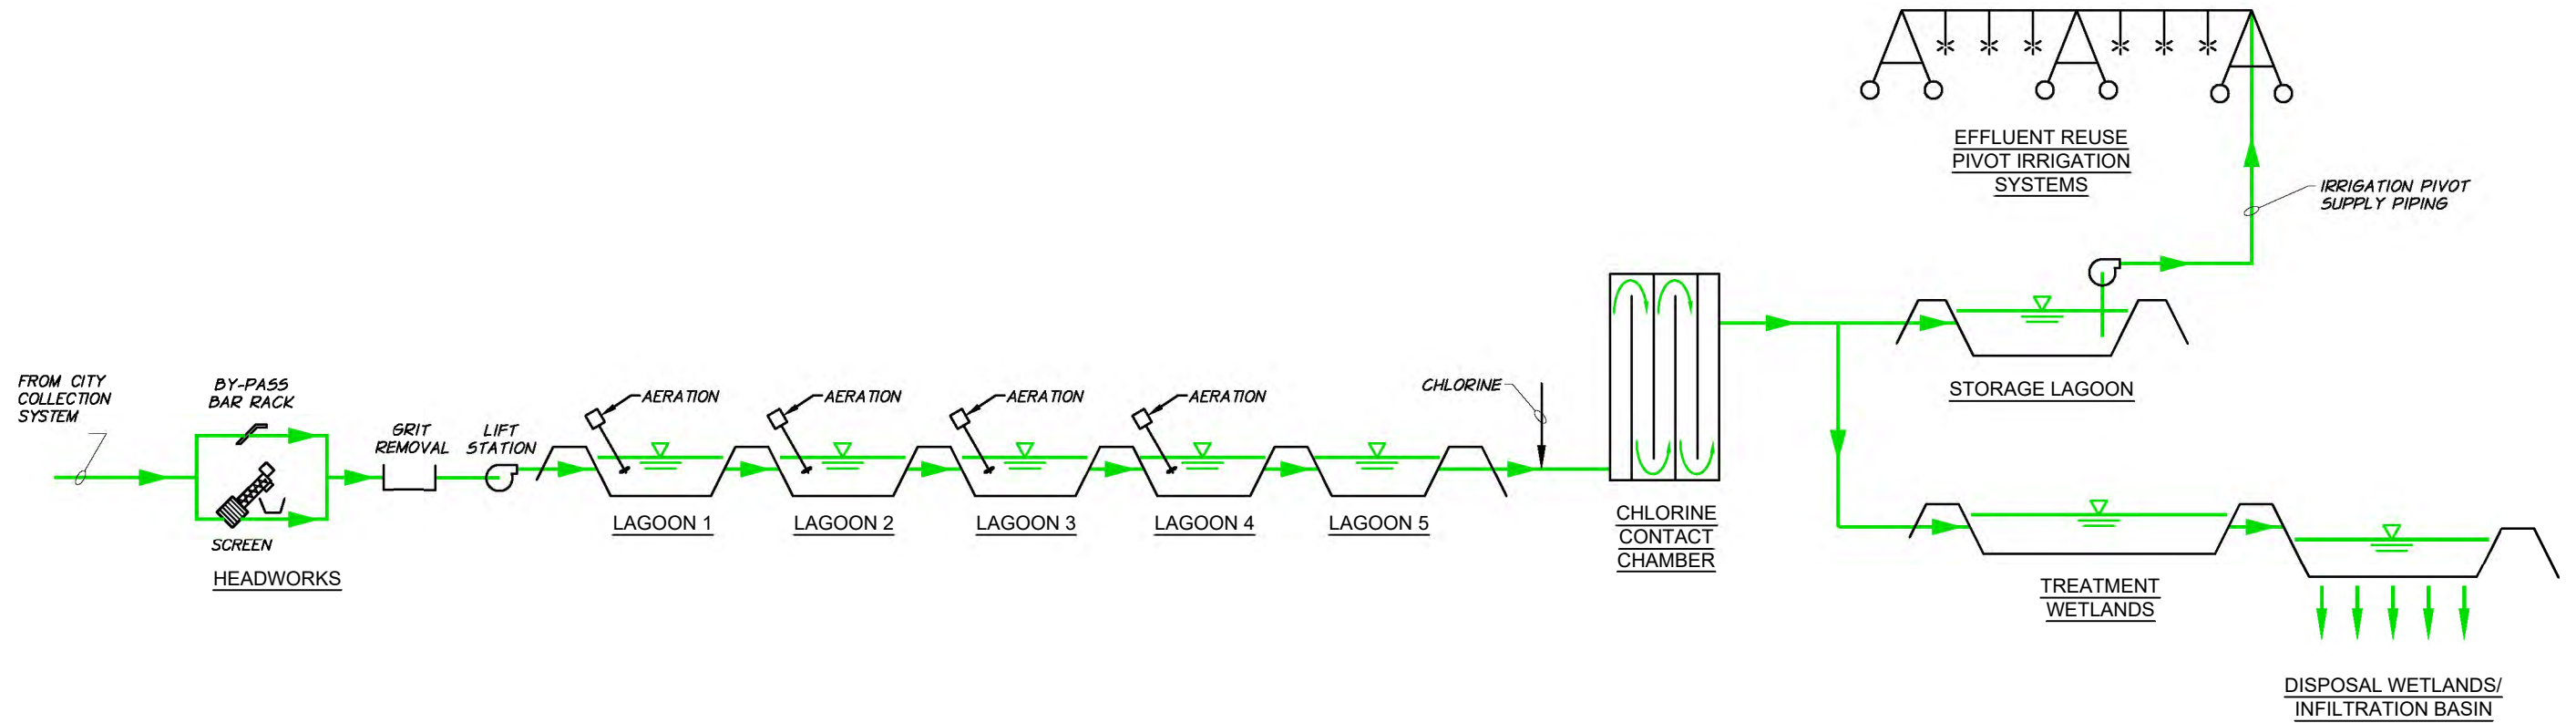 EFFLUENT REUSE
PIVOT IRRIGATION
SYSTEMS
IRRIGATION PIVOT
SUPPLY PIPING
FROM CITY
COLLECTION
SYSTEM
BY-PASS
BAR RACK
SCREEN
HEADWORKS
GRIT
REMOVAL
LIFT
STATION
AERATION
LAGOON 1
AERATION
LAGOON 2
AERATION
LAGOON 3
AERATION
LAGOON 4
LAGOON 5
CHLORINE
CHLORINE
CONTACT
CHAMBER
STORAGE LAGOON
TREATMENT
WETLANDS
DISPOSAL WETLANDS/
INFILTRATION BASIN